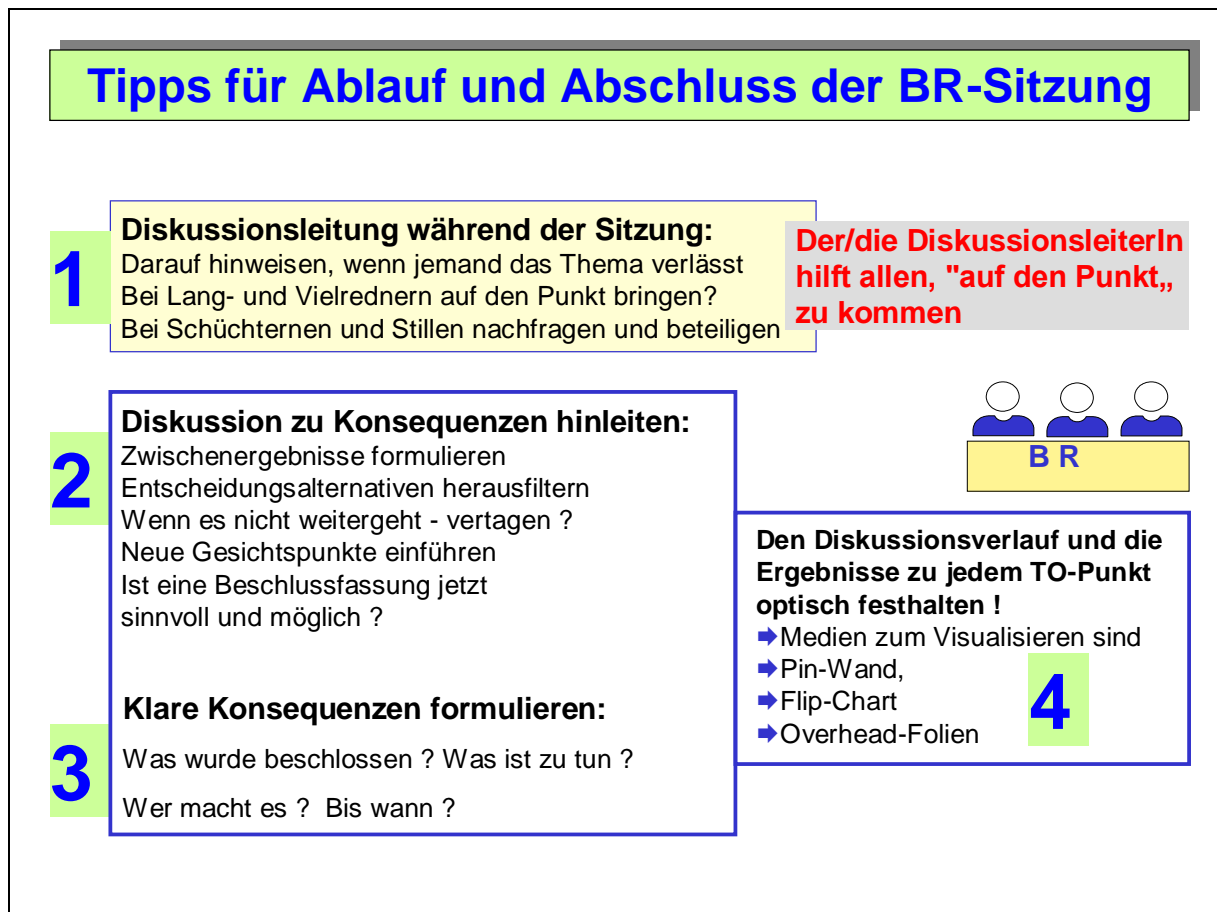 Tipps für Ablauf und Abschluss der BR-Sitzung
1
Diskussionsleitung während der Sitzung:
Darauf hinweisen, wenn jemand das Thema verlässt
Bei Lang- und Vielrednern auf den Punkt bringen?
Bei Schüchternen und Stillen nachfragen und beteiligen
Der/die DiskussionsleiterIn
hilft allen, "auf den Punkt„
zu kommen
2
Diskussion zu Konsequenzen hinleiten:
Zwischenergebnisse formulieren
Entscheidungsalternativen herausfiltern
Wenn es nicht weitergeht - vertagen ?
Neue Gesichtspunkte einführen
Ist eine Beschlussfassung jetzt
sinnvoll und möglich ?
B R
3
Klare Konsequenzen formulieren:
Was wurde beschlossen ? Was ist zu tun ?
Wer macht es ? Bis wann ?
Den Diskussionsverlauf und die
Ergebnisse zu jedem TO-Punkt
optisch festhalten !
Medien zum Visualisieren sind
Pin-Wand,
Flip-Chart
Overhead-Folien
4